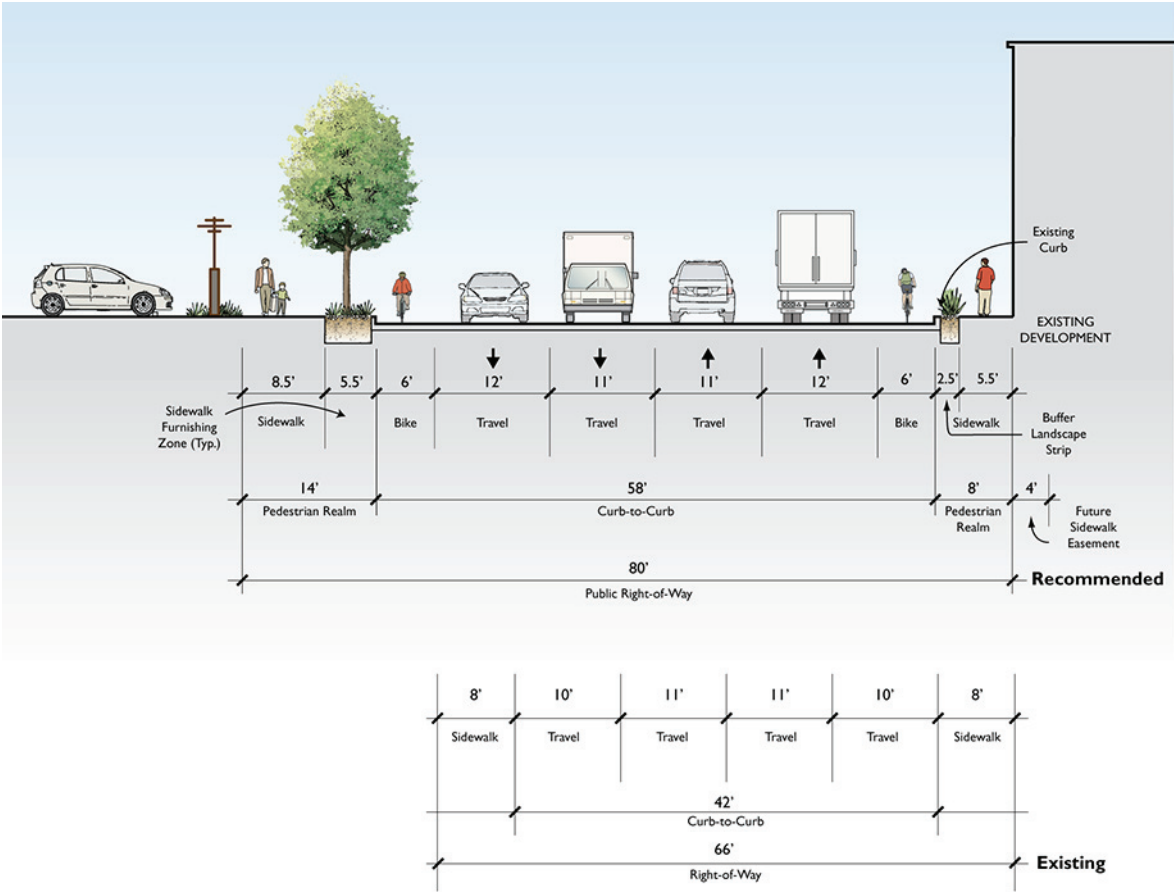 Existing
Curb
EXISTING
DEVELOPMENT
8.5' 5.5' 6' 12' 11' 11' 12' 6' 2.5' 5.5'
Sidewalk
Furnishing
Zone (Typ.)
Sidewalk Bike Travel Travel Travel Travel Bike Sidewalk
Buffer
Landscape
Strip
14' 58' 8' 4'
Pedestrian Realm Curb-to-Curb Pedestrian
Realm
Future
Sidewalk
Easement
80'
Public Right-of-Way
Recommended
8' 10' 11' 11' 10' 8'
Sidewalk Travel Travel Travel Travel Sidewalk
42'
Curb-to-Curb
66'
Right-of-Way
Existing